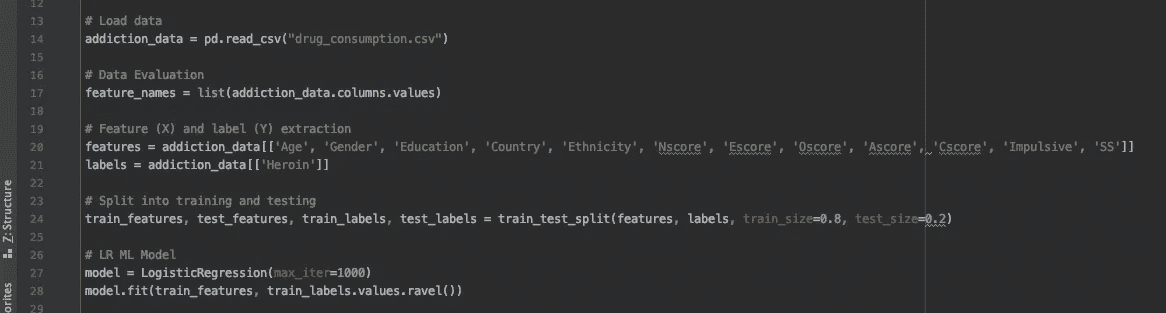 12
13 # Load data
14 addiction_data = pd.read_csv("drug_consumption.csv")
15
16 # Data Evaluation
17 feature_names = list(addiction_data.columns.values)
18
19 # Feature (X) and label (Y) extraction
20 features = addiction_data[['Age', 'Gender', 'Education', 'Country', 'Ethnicity', 'Nscore', 'Escore', 'Oscore', 'Ascore', 'Cscore', 'Impulsive', 'SS']]
21 labels = addiction_data[['Heroin']]
22
23 # Split into training and testing
24 train_features, test_features, train_labels, test_labels = train_test_split(features, labels, train_size=0.8, test_size=0.2)
25
26 # LR ML Model
27 model = LogisticRegression(max_iter=1000)
28 model.fit(train_features, train_labels.values.ravel())
29
Z: Structure
orites